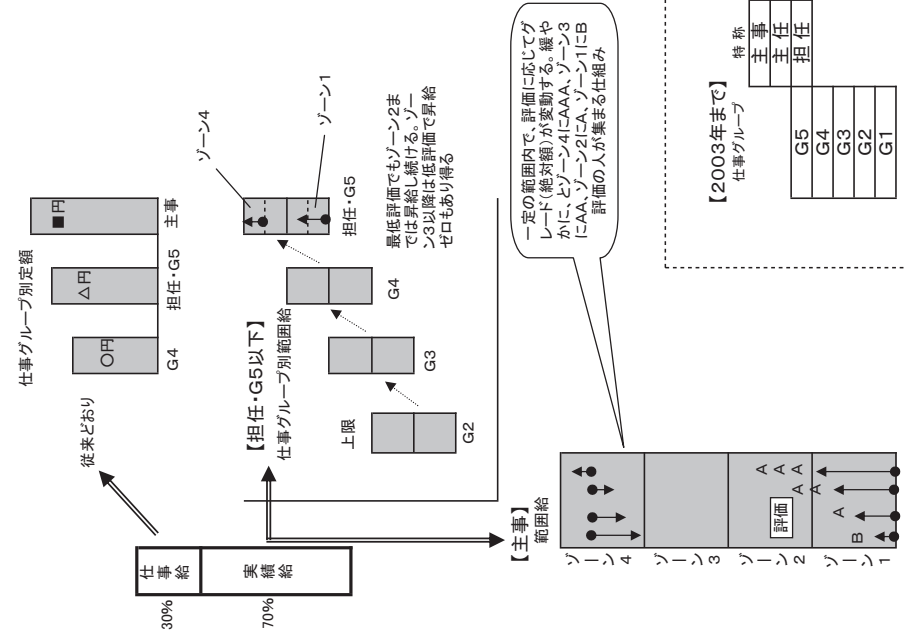 仕事グループ別定額
〇円
△円
■円
G4
担任・G5
主事
従来どおり
30%
仕事給
70%
実績給
【担任・G5以下】
仕事グループ別範囲給
上限
G2
G3
G4
担任・G5
ゾーン4
ゾーン1
最低評価でもゾーン2ま
では昇給し続ける。ゾー
ン3以降は低評価で昇給
ゼロもあり得る
【主事】
範囲給
ゾーン4
ゾーン3
ゾーン2
ゾーン1
評価
B
A
AA
AAA
一定の範囲内で、評価に応じてグ
レード(絶対額)が変動する。緩や
かに、とゾーン4にAAA、ゾーン3
にAA、ゾーン2にA、ゾーン1にB
評価の人が集まる仕組み
【2003年まで】
仕事グループ
特称
主事
主任
担任
G5
G4
G3
G2
G1